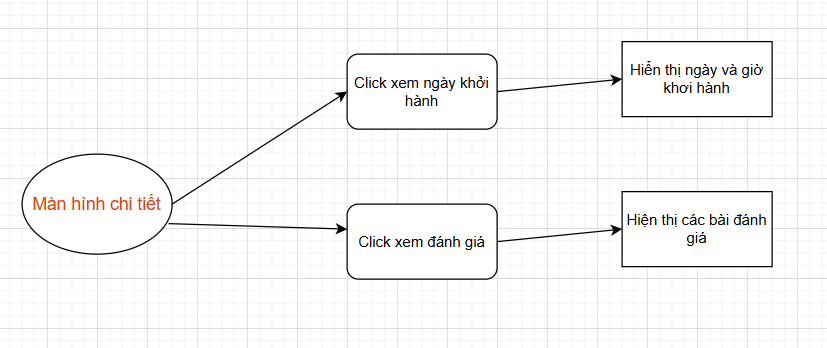 Màn hình chi tiết
Click xem ngày khởi
hành
Hiễn thị ngày và giờ
khơi hành
Click xem đánh giá
Hiện thị các bài đánh
giá